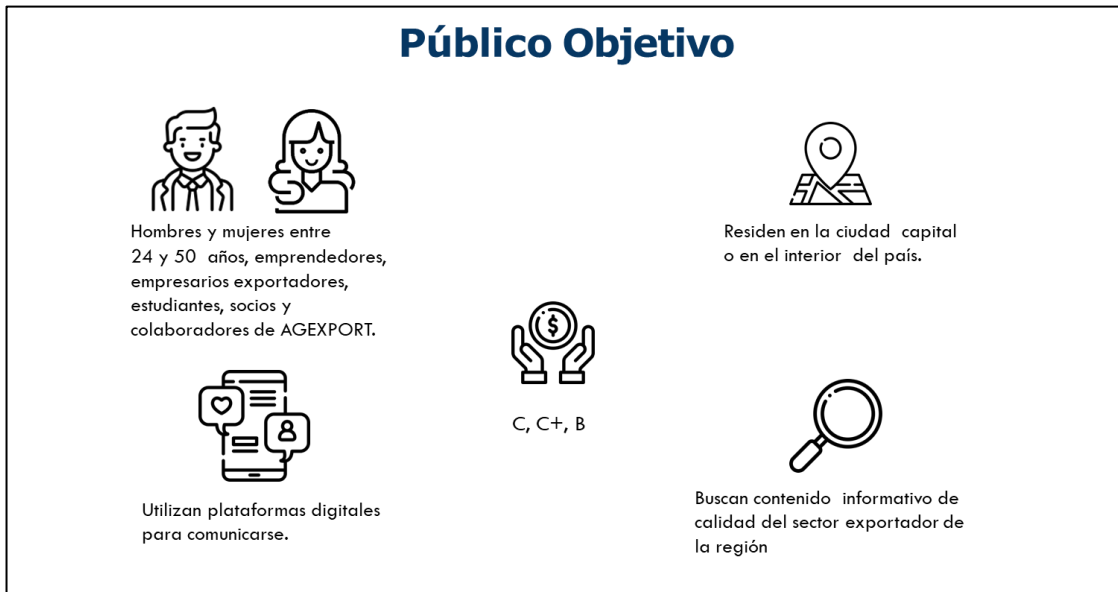 Público Objetivo
Hombres y mujeres entre
24 y 50 años, emprendedores,
empresarios exportadores,
estudiantes, socios y
colaboradores de AGEXPORT.
Residen en la ciudad capital
o en el interior del país.
$
C, C+, B
Utilizan plataformas digitales
para comunicarse.
Buscan contenido informativo de
calidad del sector exportador de
la región